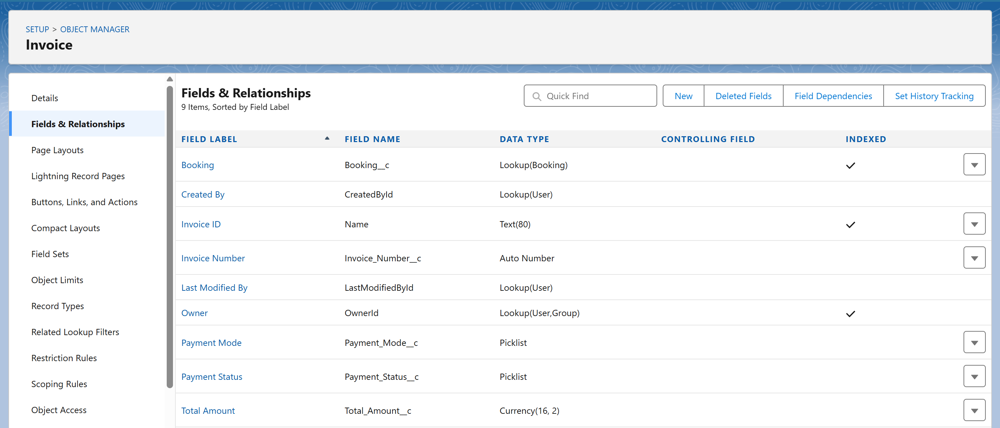 SETUP > OBJECT MANAGER
Invoice
Details
Fields & Relationships
Page Layouts
Lightning Record Pages
Buttons, Links, and Actions
Compact Layouts
Field Sets
Object Limits
Record Types
Related Lookup Filters
Restriction Rules
Scoping Rules
Object Access
Fields & Relationships
9 Items, Sorted by Field Label
Quick Find
New Deleted Fields Field Dependencies Set History Tracking
FIELD LABEL FIELD NAME DATA TYPE CONTROLLING FIELD INDEXED
Booking Booking__c Lookup(Booking)
Created By CreatedById Lookup(User)
Invoice ID Name Text(80)
Invoice Number Invoice_Number__c Auto Number
Last Modified By LastModifiedById Lookup(User)
Owner OwnerId Lookup(User,Group)
Payment Mode Payment_Mode__c Picklist
Payment Status Payment_Status__c Picklist
Total Amount Total_Amount__c Currency(16, 2)